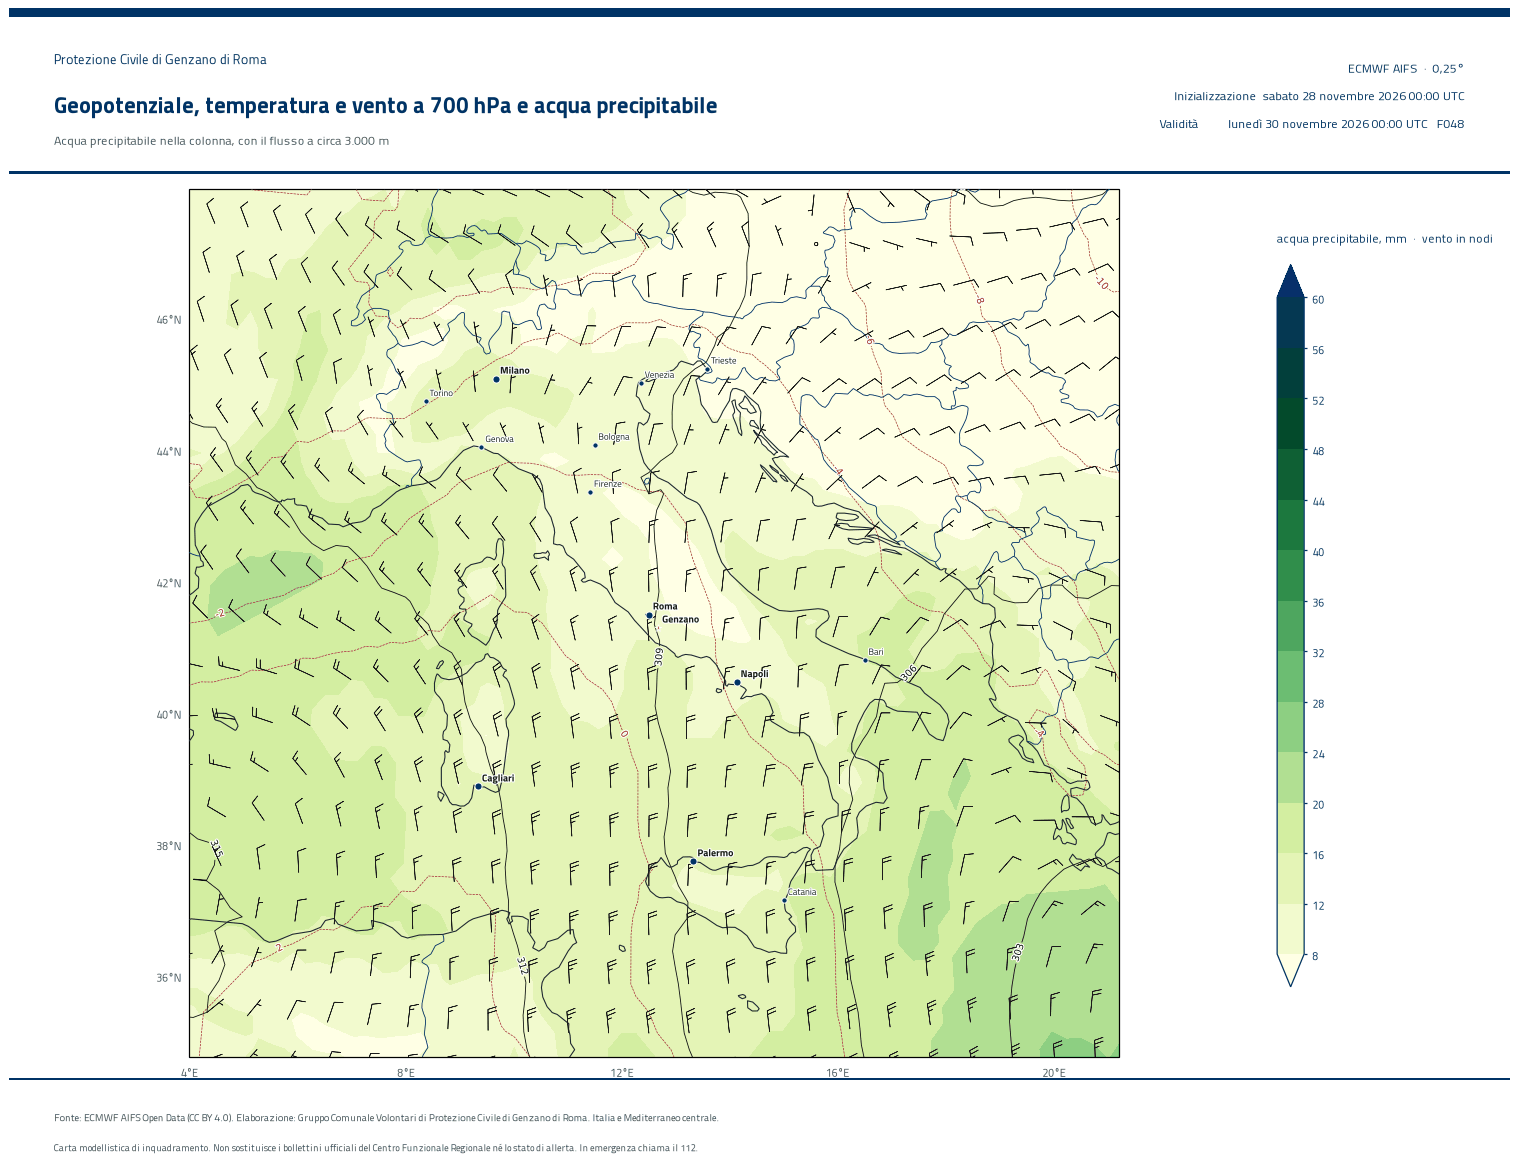 Protezione Civile di Genzano di Roma
Geopotenziale, temperatura e vento a 700 hPa e acqua precipitabile
Acqua precipitabile nella colonna, con il flusso a circa 3.000 m
ECMWF AIFS · 0,25°
Inizializzazione sabato 28 novembre 2026 00:00 UTC
Validità lunedì 30 novembre 2026 00:00 UTC F048
acqua precipitabile, mm · vento in nodi
60
56
52
48
44
40
36
32
28
24
20
16
12
8
46°N
44°N
42°N
40°N
38°N
36°N
4°E
8°E
12°E
16°E
20°E
Milano
Torino
Venezia
Trieste
Genova
Bologna
Firenze
Roma
Genzano
Napoli
Bari
Cagliari
Palermo
Catania
315
312
309
306
303
-10
-8
-6
-4
-2
0
2
Fonte: ECMWF AIFS Open Data (CC BY 4.0). Elaborazione: Gruppo Comunale Volontari di Protezione Civile di Genzano di Roma. Italia e Mediterraneo centrale.
Carta modellistica di inquadramento. Non sostituisce i bollettini ufficiali del Centro Funzionale Regionale né lo stato di allerta. In emergenza chiama il 112.